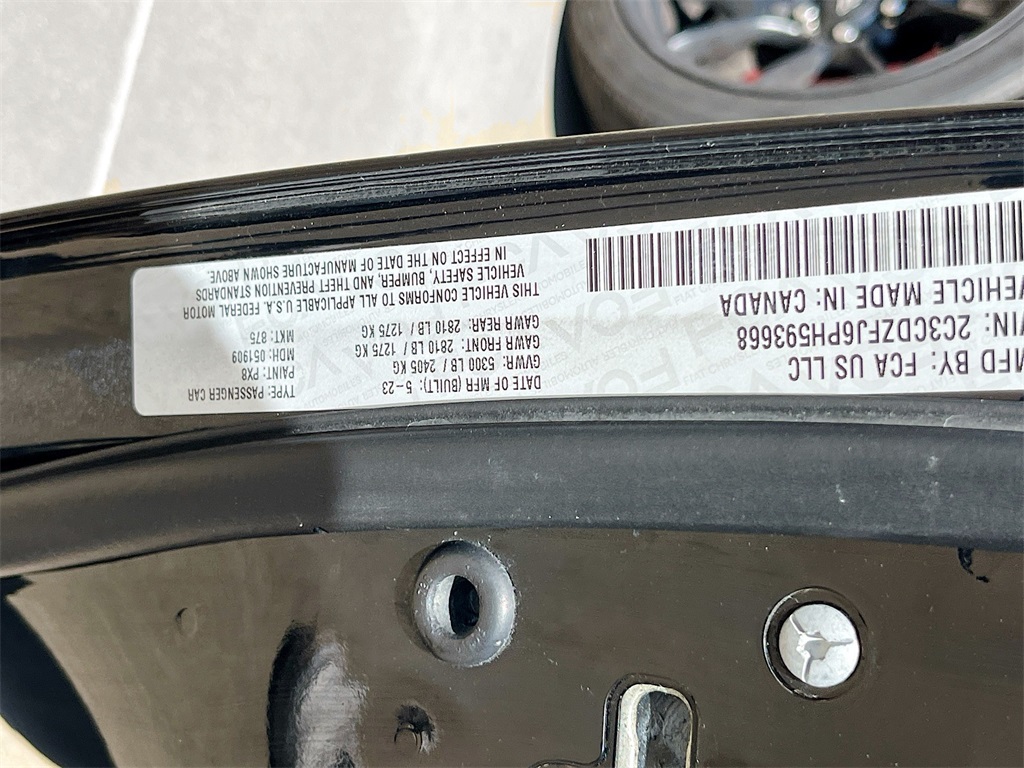 MFD BY: FCA US LLC
VIN: 2C3CDZFJ6PH593668
VEHICLE MADE IN: CANADA
DATE OF MFR (BUILT): 5-23
GVWR: 5300 LB / 2405 KG
GAWR FRONT: 2810 LB / 1275 KG
GAWR REAR: 2810 LB / 1275 KG
THIS VEHICLE CONFORMS TO ALL APPLICABLE U.S.A. FEDERAL MOTOR
VEHICLE SAFETY, BUMPER, AND THEFT PREVENTION STANDARDS
IN EFFECT ON THE DATE OF MANUFACTURE SHOWN ABOVE.
TYPE: PASSENGER CAR
PAINT: PX8
MDH: 051909
MKT: 875